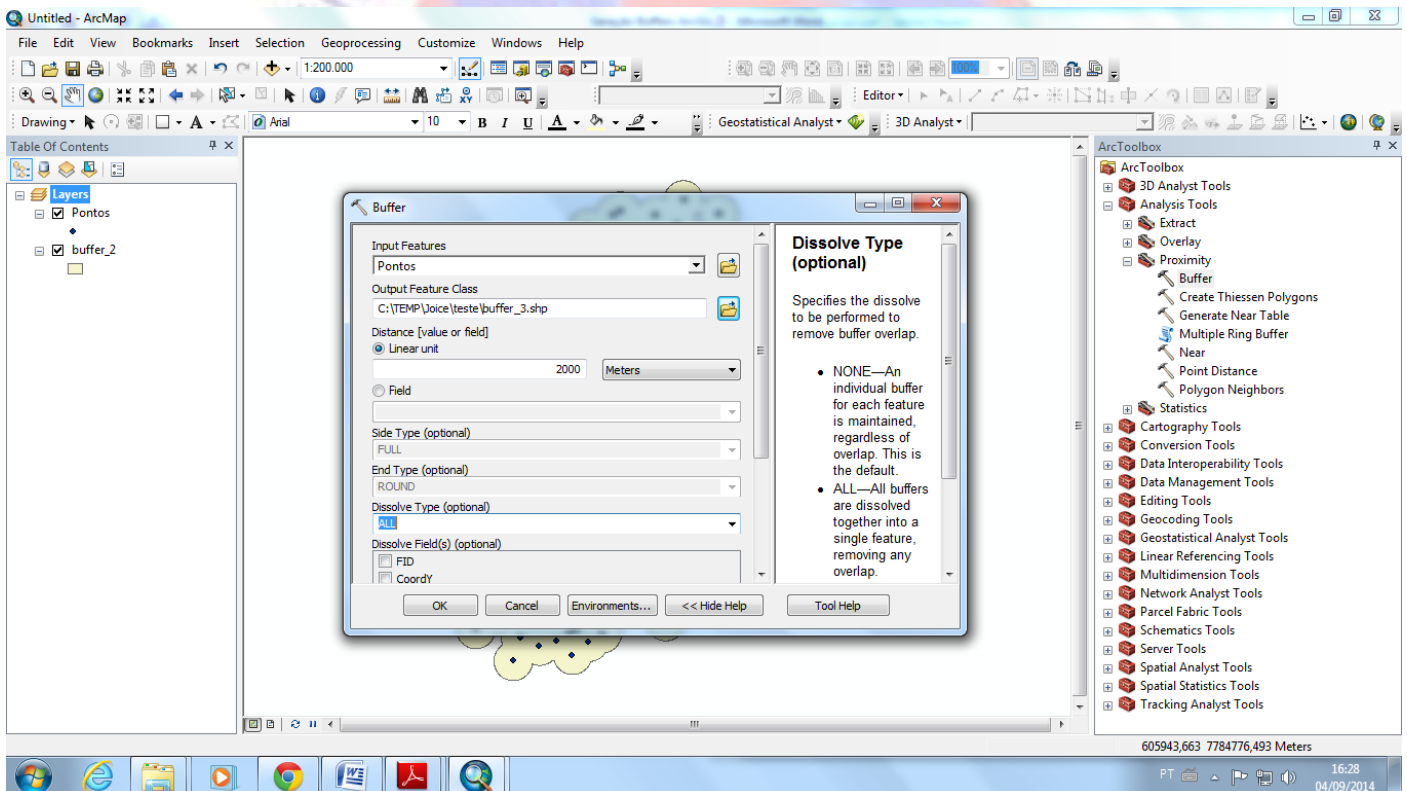 Untitled - ArcMap
File Edit View Bookmarks Insert Selection Geoprocessing Customize Windows Help
1:200.000
100%
Editor
Drawing A Arial 10 B I U A Geostatistical Analyst 3D Analyst
Table Of Contents
Layers
Pontos
buffer_2
Buffer
Input Features
Pontos
Output Feature Class
C:\TEMP\Joice\teste\buffer_3.shp
Distance [value or field]
Linear unit
2000 Meters
Field
Side Type (optional)
FULL
End Type (optional)
ROUND
Dissolve Type (optional)
ALL
Dissolve Field(s) (optional)
FID
CoordY
OK Cancel Environments... << Hide Help Tool Help
Dissolve Type
(optional)
Specifies the dissolve
to be performed to
remove buffer overlap.
• NONE—An
individual buffer
for each feature
is maintained,
regardless of
overlap. This is
the default.
• ALL—All buffers
are dissolved
together into a
single feature,
removing any
overlap.
ArcToolbox
ArcToolbox
3D Analyst Tools
Analysis Tools
Extract
Overlay
Proximity
Buffer
Create Thiessen Polygons
Generate Near Table
Multiple Ring Buffer
Near
Point Distance
Polygon Neighbors
Statistics
Cartography Tools
Conversion Tools
Data Interoperability Tools
Data Management Tools
Editing Tools
Geocoding Tools
Geostatistical Analyst Tools
Linear Referencing Tools
Multidimension Tools
Network Analyst Tools
Parcel Fabric Tools
Schematics Tools
Server Tools
Spatial Analyst Tools
Spatial Statistics Tools
Tracking Analyst Tools
605943,663 7784776,493 Meters
PT
16:28
04/09/2014